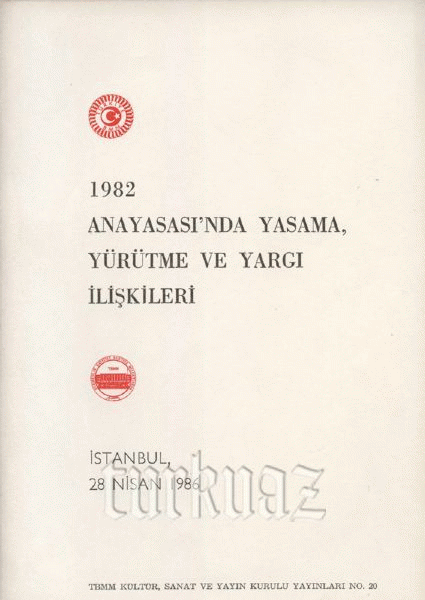 1982
ANAYASASI'NDA YASAMA,
YÜRÜTME VE YARGI
İLİŞKİLERİ
TBMM
İSTANBUL,
28 NİSAN 1986
turkuaz
TBMM KÜLTÜR, SANAT VE YAYIN KURULU YAYINLARI NO. 20